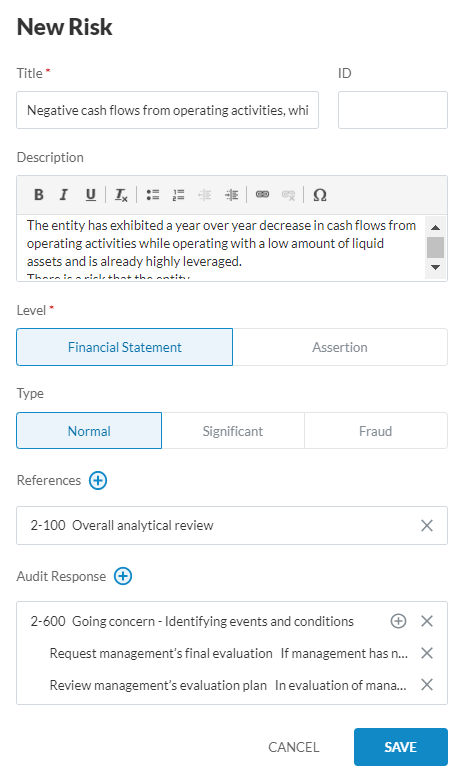 New Risk
Title *
ID
Negative cash flows from operating activities, whi
Description
B I U Tx Ω
The entity has exhibited a year over year decrease in cash flows from
operating activities while operating with a low amount of liquid
assets and is already highly leveraged.
There is a risk that the entity
Level *
Financial Statement
Assertion
Type
Normal
Significant
Fraud
References
2-100 Overall analytical review
Audit Response
2-600 Going concern - Identifying events and conditions
Request management's final evaluation If management has n...
Review management's evaluation plan In evaluation of mana...
CANCEL
SAVE